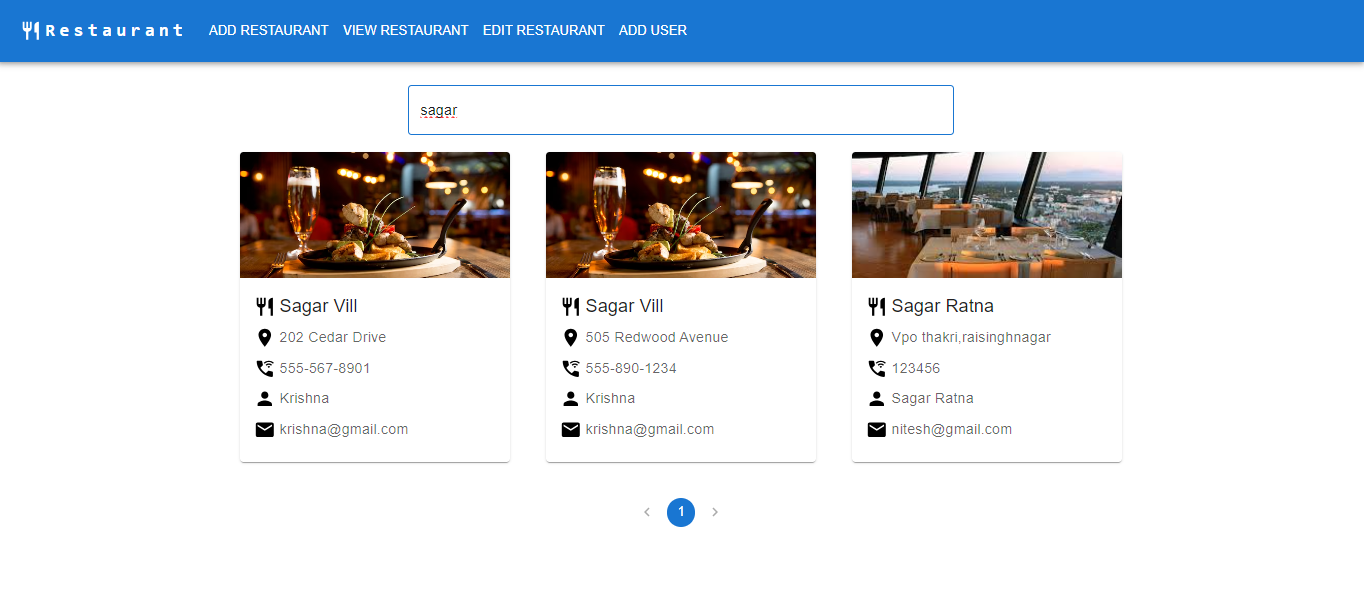 Restaurant ADD RESTAURANT VIEW RESTAURANT EDIT RESTAURANT ADD USER
sagar
Sagar Vill
202 Cedar Drive
555-567-8901
Krishna
krishna@gmail.com
Sagar Vill
505 Redwood Avenue
555-890-1234
Krishna
krishna@gmail.com
Sagar Ratna
Vpo thakri,raisinghnagar
123456
Sagar Ratna
nitesh@gmail.com
1